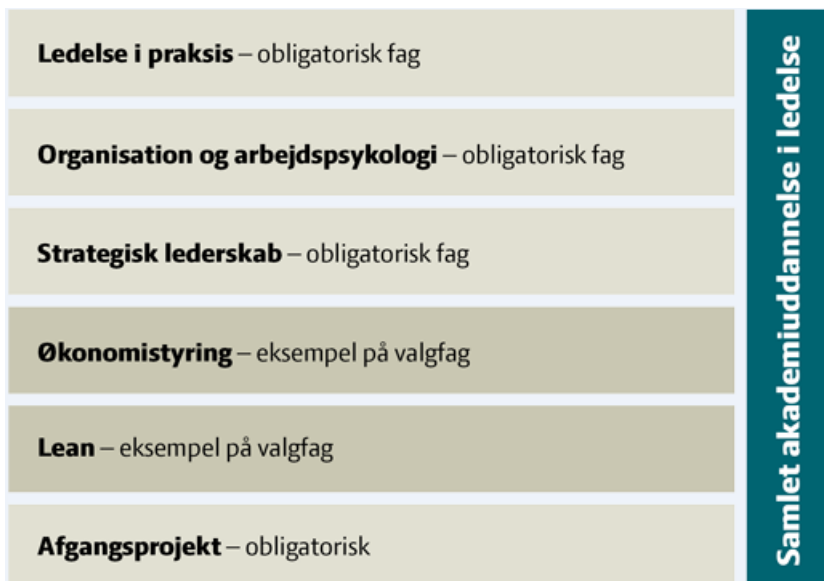 Ledelse i praksis – obligatorisk fag
Organisation og arbejdspsykologi – obligatorisk fag
Strategisk lederskab – obligatorisk fag
Økonomistyring – eksempel på valgfag
Lean – eksempel på valgfag
Afgangsprojekt – obligatorisk
Samlet akademiuddannelse i ledelse